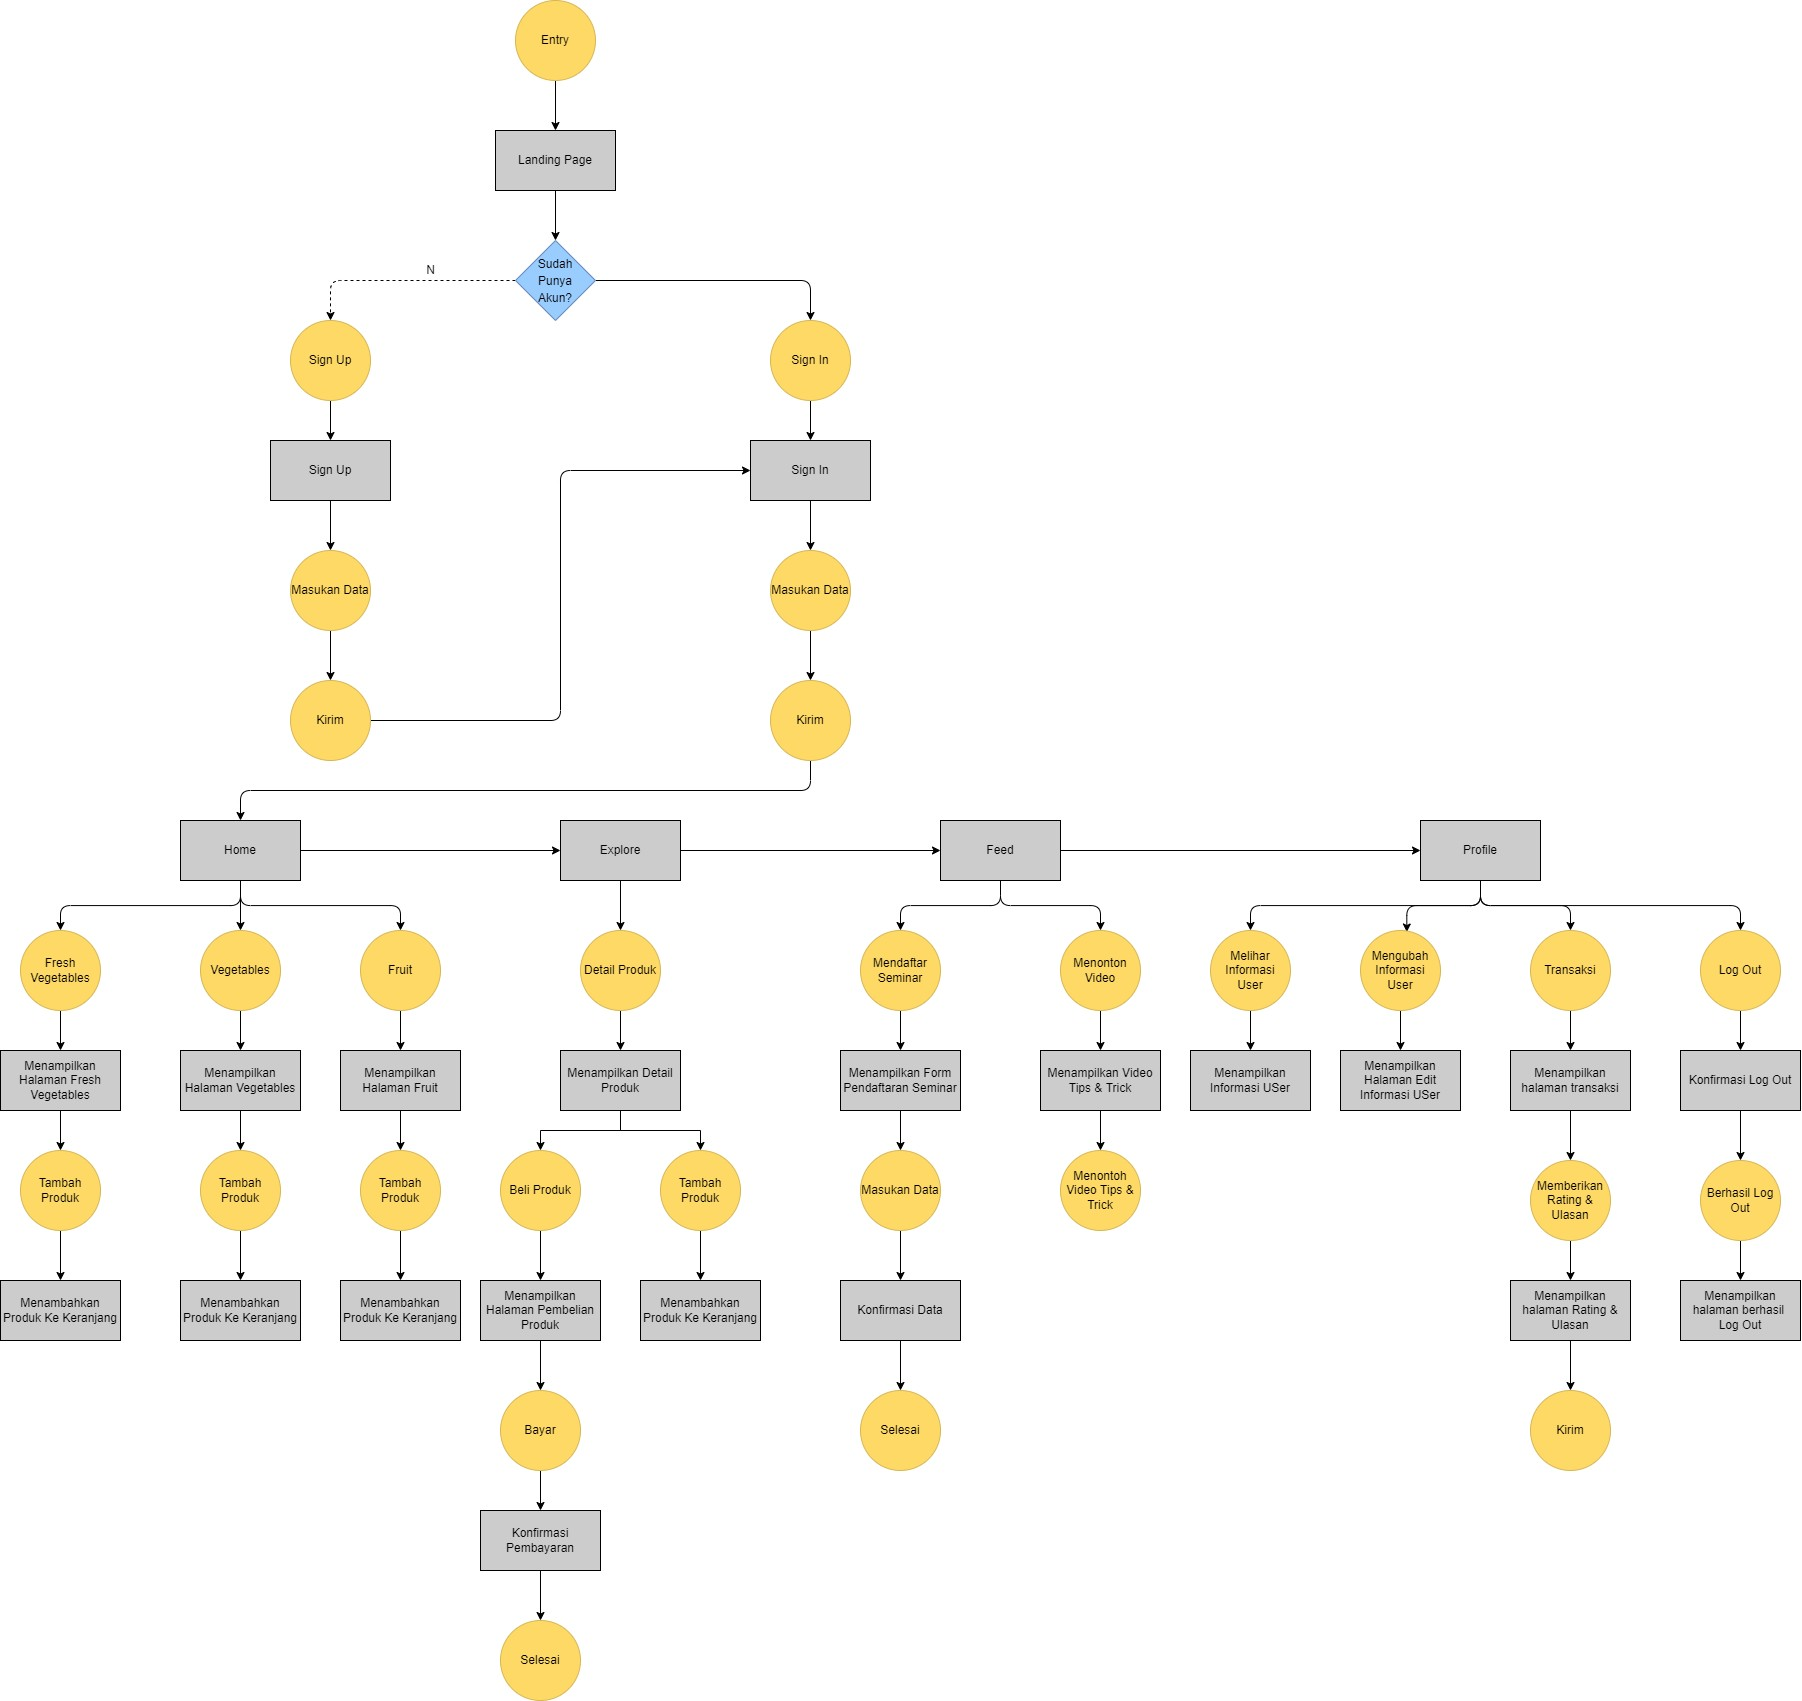 Entry
Landing Page
Sudah
Punya
Akun?
N
Sign Up
Sign In
Sign Up
Sign In
Masukan Data
Masukan Data
Kirim
Kirim
Home
Explore
Feed
Profile
Fresh
Vegetables
Vegetables
Fruit
Detail Produk
Mendaftar
Seminar
Menonton
Video
Melihar
Informasi
User
Mengubah
Informasi
User
Transaksi
Log Out
Menampilkan
Halaman Fresh
Vegetables
Menampilkan
Halaman Vegetables
Menampilkan
Halaman Fruit
Menampilkan Detail
Produk
Menampilkan Form
Pendaftaran Seminar
Menampilkan Video
Tips & Trick
Menampilkan
Informasi USer
Menampilkan
Halaman Edit
Informasi USer
Menampilkan
halaman transaksi
Konfirmasi Log Out
Tambah
Produk
Tambah
Produk
Tambah
Produk
Beli Produk
Tambah
Produk
Masukan Data
Menontoh
Video Tips &
Trick
Memberikan
Rating &
Ulasan
Berhasil Log
Out
Menambahkan
Produk Ke Keranjang
Menambahkan
Produk Ke Keranjang
Menambahkan
Produk Ke Keranjang
Menampilkan
Halaman Pembelian
Produk
Menambahkan
Produk Ke Keranjang
Konfirmasi Data
Menampilkan
halaman Rating &
Ulasan
Menampilkan
halaman berhasil
Log Out
Bayar
Selesai
Kirim
Konfirmasi
Pembayaran
Selesai